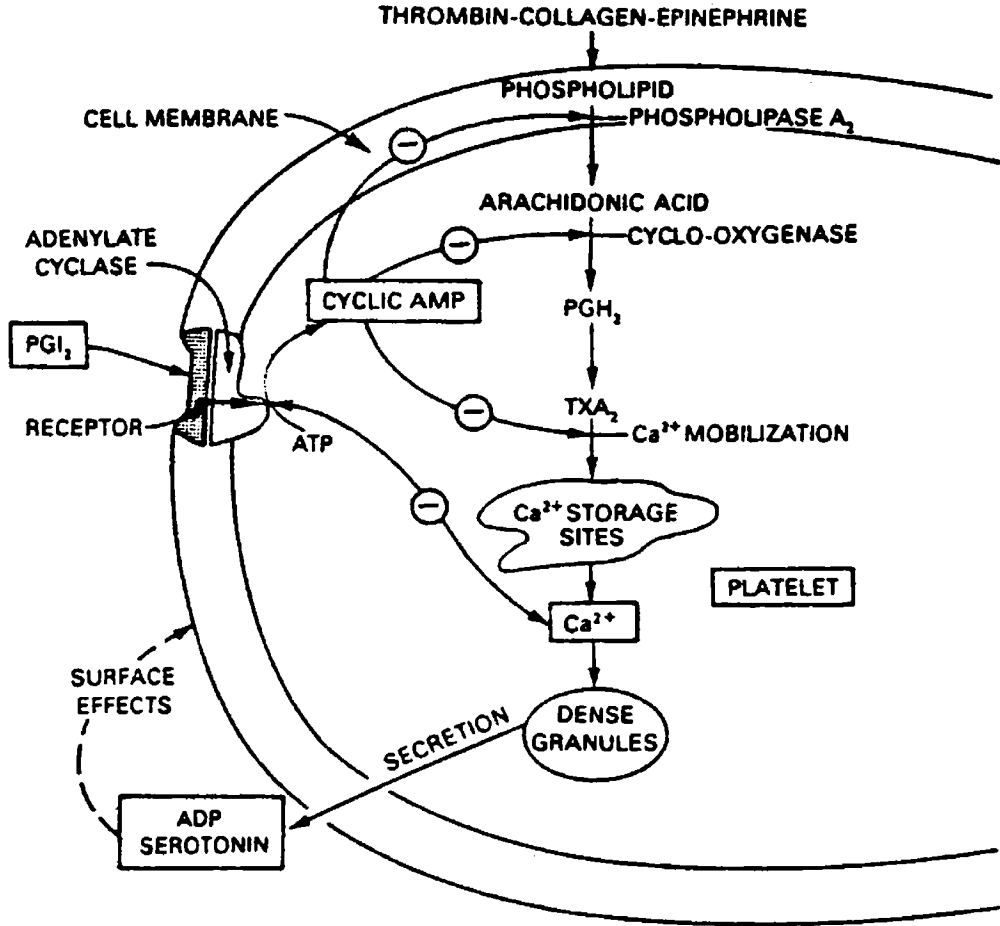 THROMBIN-COLLAGEN-EPINEPHRINE
PHOSPHOLIPID
CELL MEMBRANE
−
PHOSPHOLIPASE A₂
ARACHIDONIC ACID
ADENYLATE
CYCLASE
−
CYCLO-OXYGENASE
CYCLIC AMP
PGH₂
PGI₂
TXA₂
RECEPTOR
ATP
−
Ca²⁺ MOBILIZATION
−
Ca²⁺ STORAGE
SITES
PLATELET
Ca²⁺
SURFACE
EFFECTS
SECRETION
DENSE
GRANULES
ADP
SEROTONIN